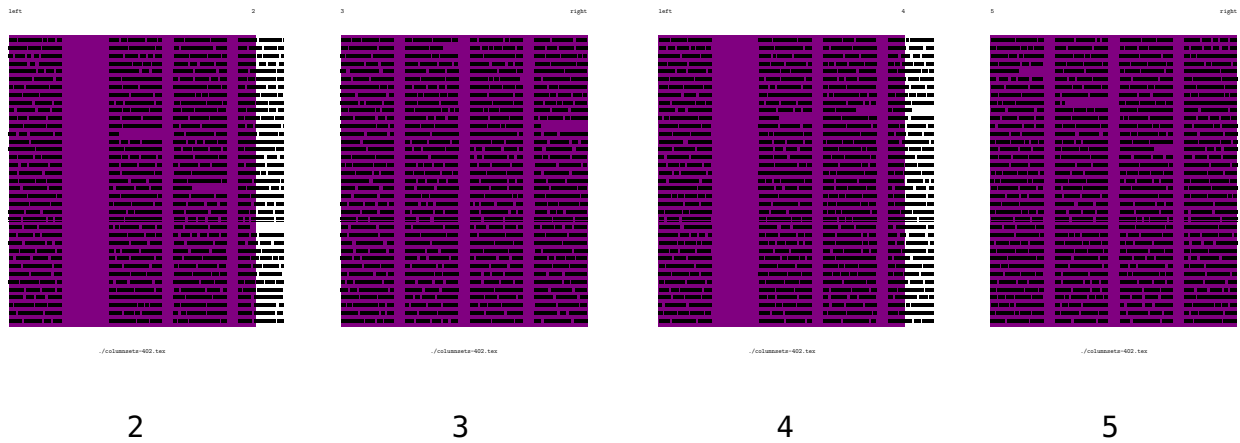 left 2 3 right left 4 5 right
./columnsets-402.tex ./columnsets-402.tex ./columnsets-402.tex ./columnsets-402.tex
2 3 4 5